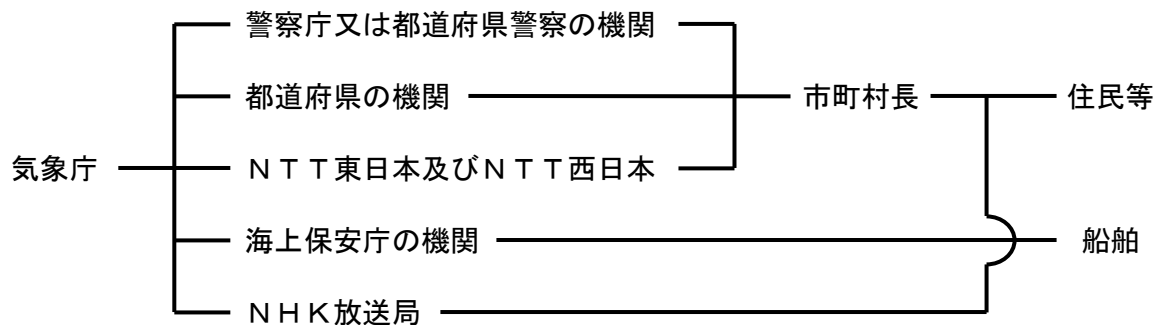 警察庁又は都道府県警察の機関
都道府県の機関
市町村長
住民等
気象庁
ＮＴＴ東日本及びＮＴＴ西日本
海上保安庁の機関
船舶
ＮＨＫ放送局